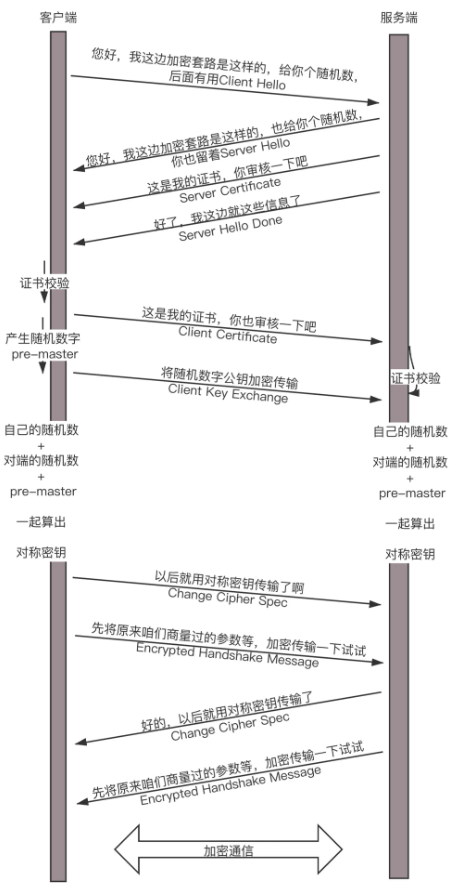 客户端
服务端
您好，我这边加密套路是这样的，给你个随机数，
后面有用Client Hello
您好，我这边加密套路是这样的，也给你个随机数，
你也留着Server Hello
这是我的证书，你审核一下吧
Server Certificate
好了，我这边就这些信息了
Server Hello Done
证书校验
这是我的证书，你也审核一下吧
Client Certificate
产生随机数字
pre-master
证书校验
将随机数字公钥加密传输
Client Key Exchange
自己的随机数
+
对端的随机数
+
pre-master
一起算出
对称密钥
自己的随机数
+
对端的随机数
+
pre-master
一起算出
对称密钥
以后就用对称密钥传输了啊
Change Cipher Spec
先将原来咱们商量过的参数等，加密传输一下试试
Encrypted Handshake Message
好的，以后就用对称密钥传输了
Change Cipher Spec
先将原来咱们商量过的参数等，加密传输一下试试
Encrypted Handshake Message
加密通信